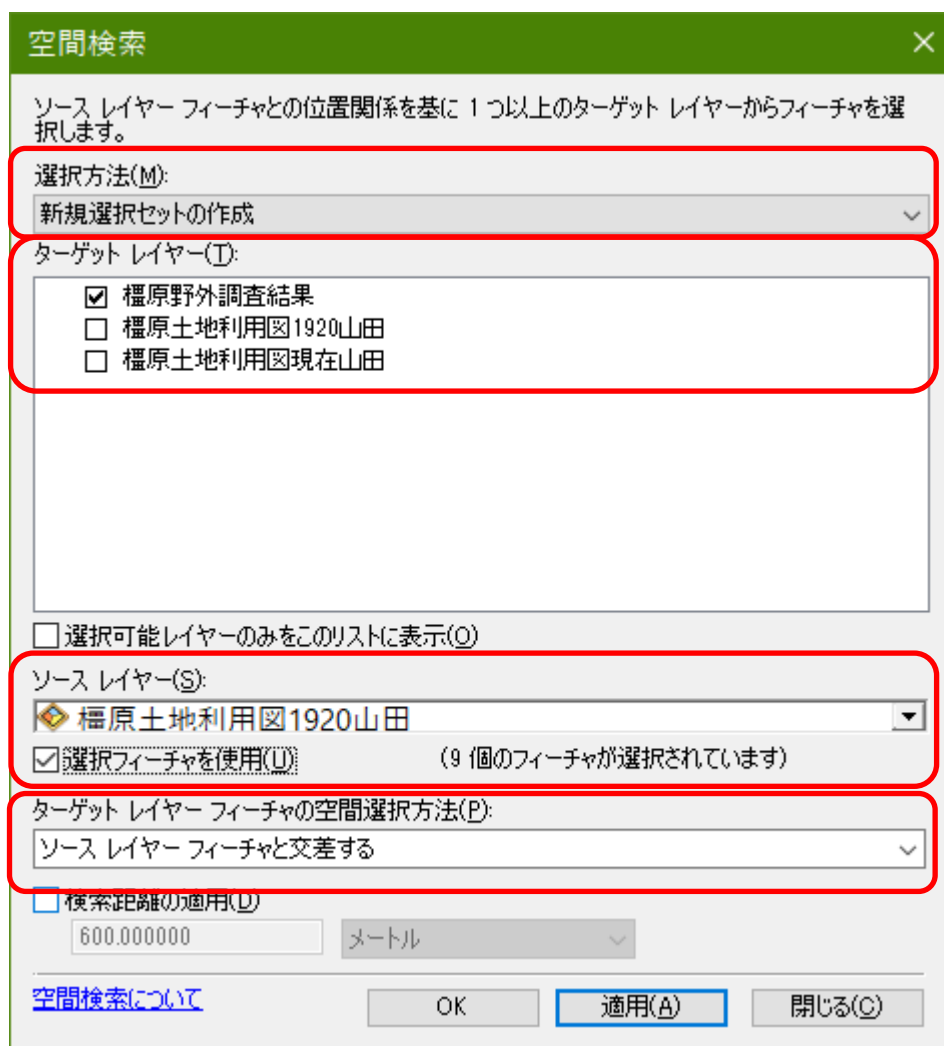 空間検索
ソース レイヤー フィーチャとの位置関係を基に 1 つ以上のターゲット レイヤーからフィーチャを選
択します。
選択方法(M):
新規選択セットの作成
ターゲット レイヤー(T):
橿原野外調査結果
橿原土地利用図1920山田
橿原土地利用図現在山田
選択可能レイヤーのみをこのリストに表示(O)
ソース レイヤー(S):
橿原土地利用図1920山田
選択フィーチャを使用(U) (9 個のフィーチャが選択されています)
ターゲット レイヤー フィーチャの空間選択方法(P):
ソース レイヤー フィーチャと交差する
検索距離の適用(D)
600.000000 メートル
空間検索について OK 適用(A) 閉じる(C)